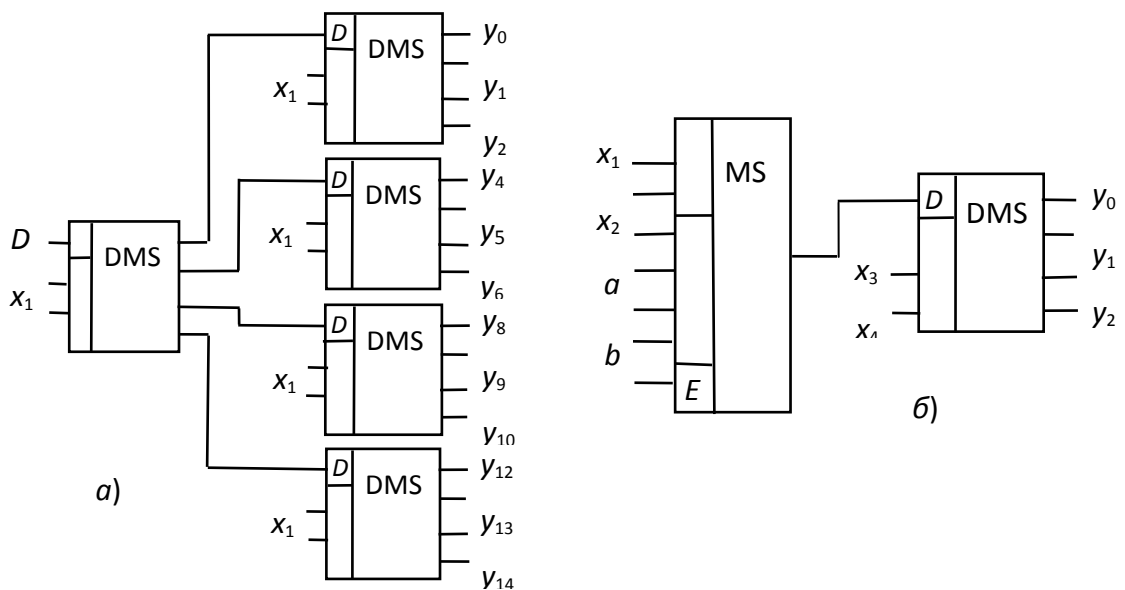 D DMS y₀
x₁ y₁
y₂
D DMS y₄
x₁ y₅
y₆
D DMS
x₁
D DMS y₈
x₁ y₉
y₁₀
D DMS y₁₂
x₁ y₁₃
y₁₄
а)
x₁ MS
x₂
a
b
E
D DMS y₀
x₃ y₁
x₄ y₂
б)